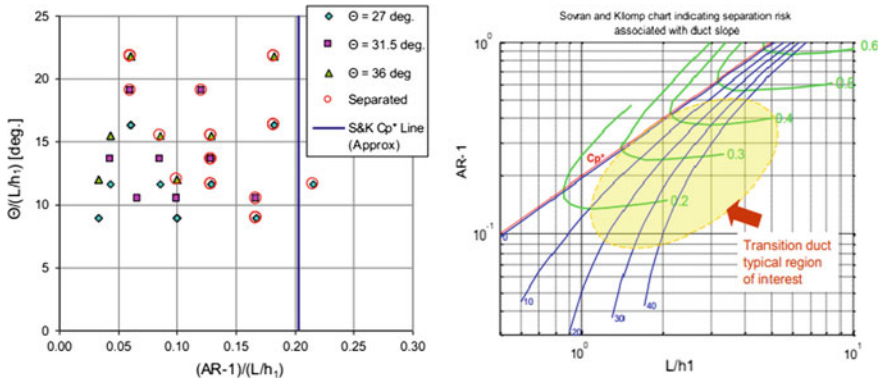 Θ/(L/h₁) [deg.]
25
20
15
10
5
0
0.00 0.05 0.10 0.15 0.20 0.25 0.30
(AR-1)/(L/h₁)
Θ = 27 deg.
Θ = 31.5 deg.
Θ = 36 deg
Separated
S&K Cp* Line
(Approx)
Sovran and Klomp chart indicating separation risk
associated with duct slope
AR- 1
10⁰
10⁻¹
0.6
0.5
0.4
0.3
0.2
Cp*
0
10
20
30
40
Transition duct
typical region
of interest
10⁰
10¹
L/h1